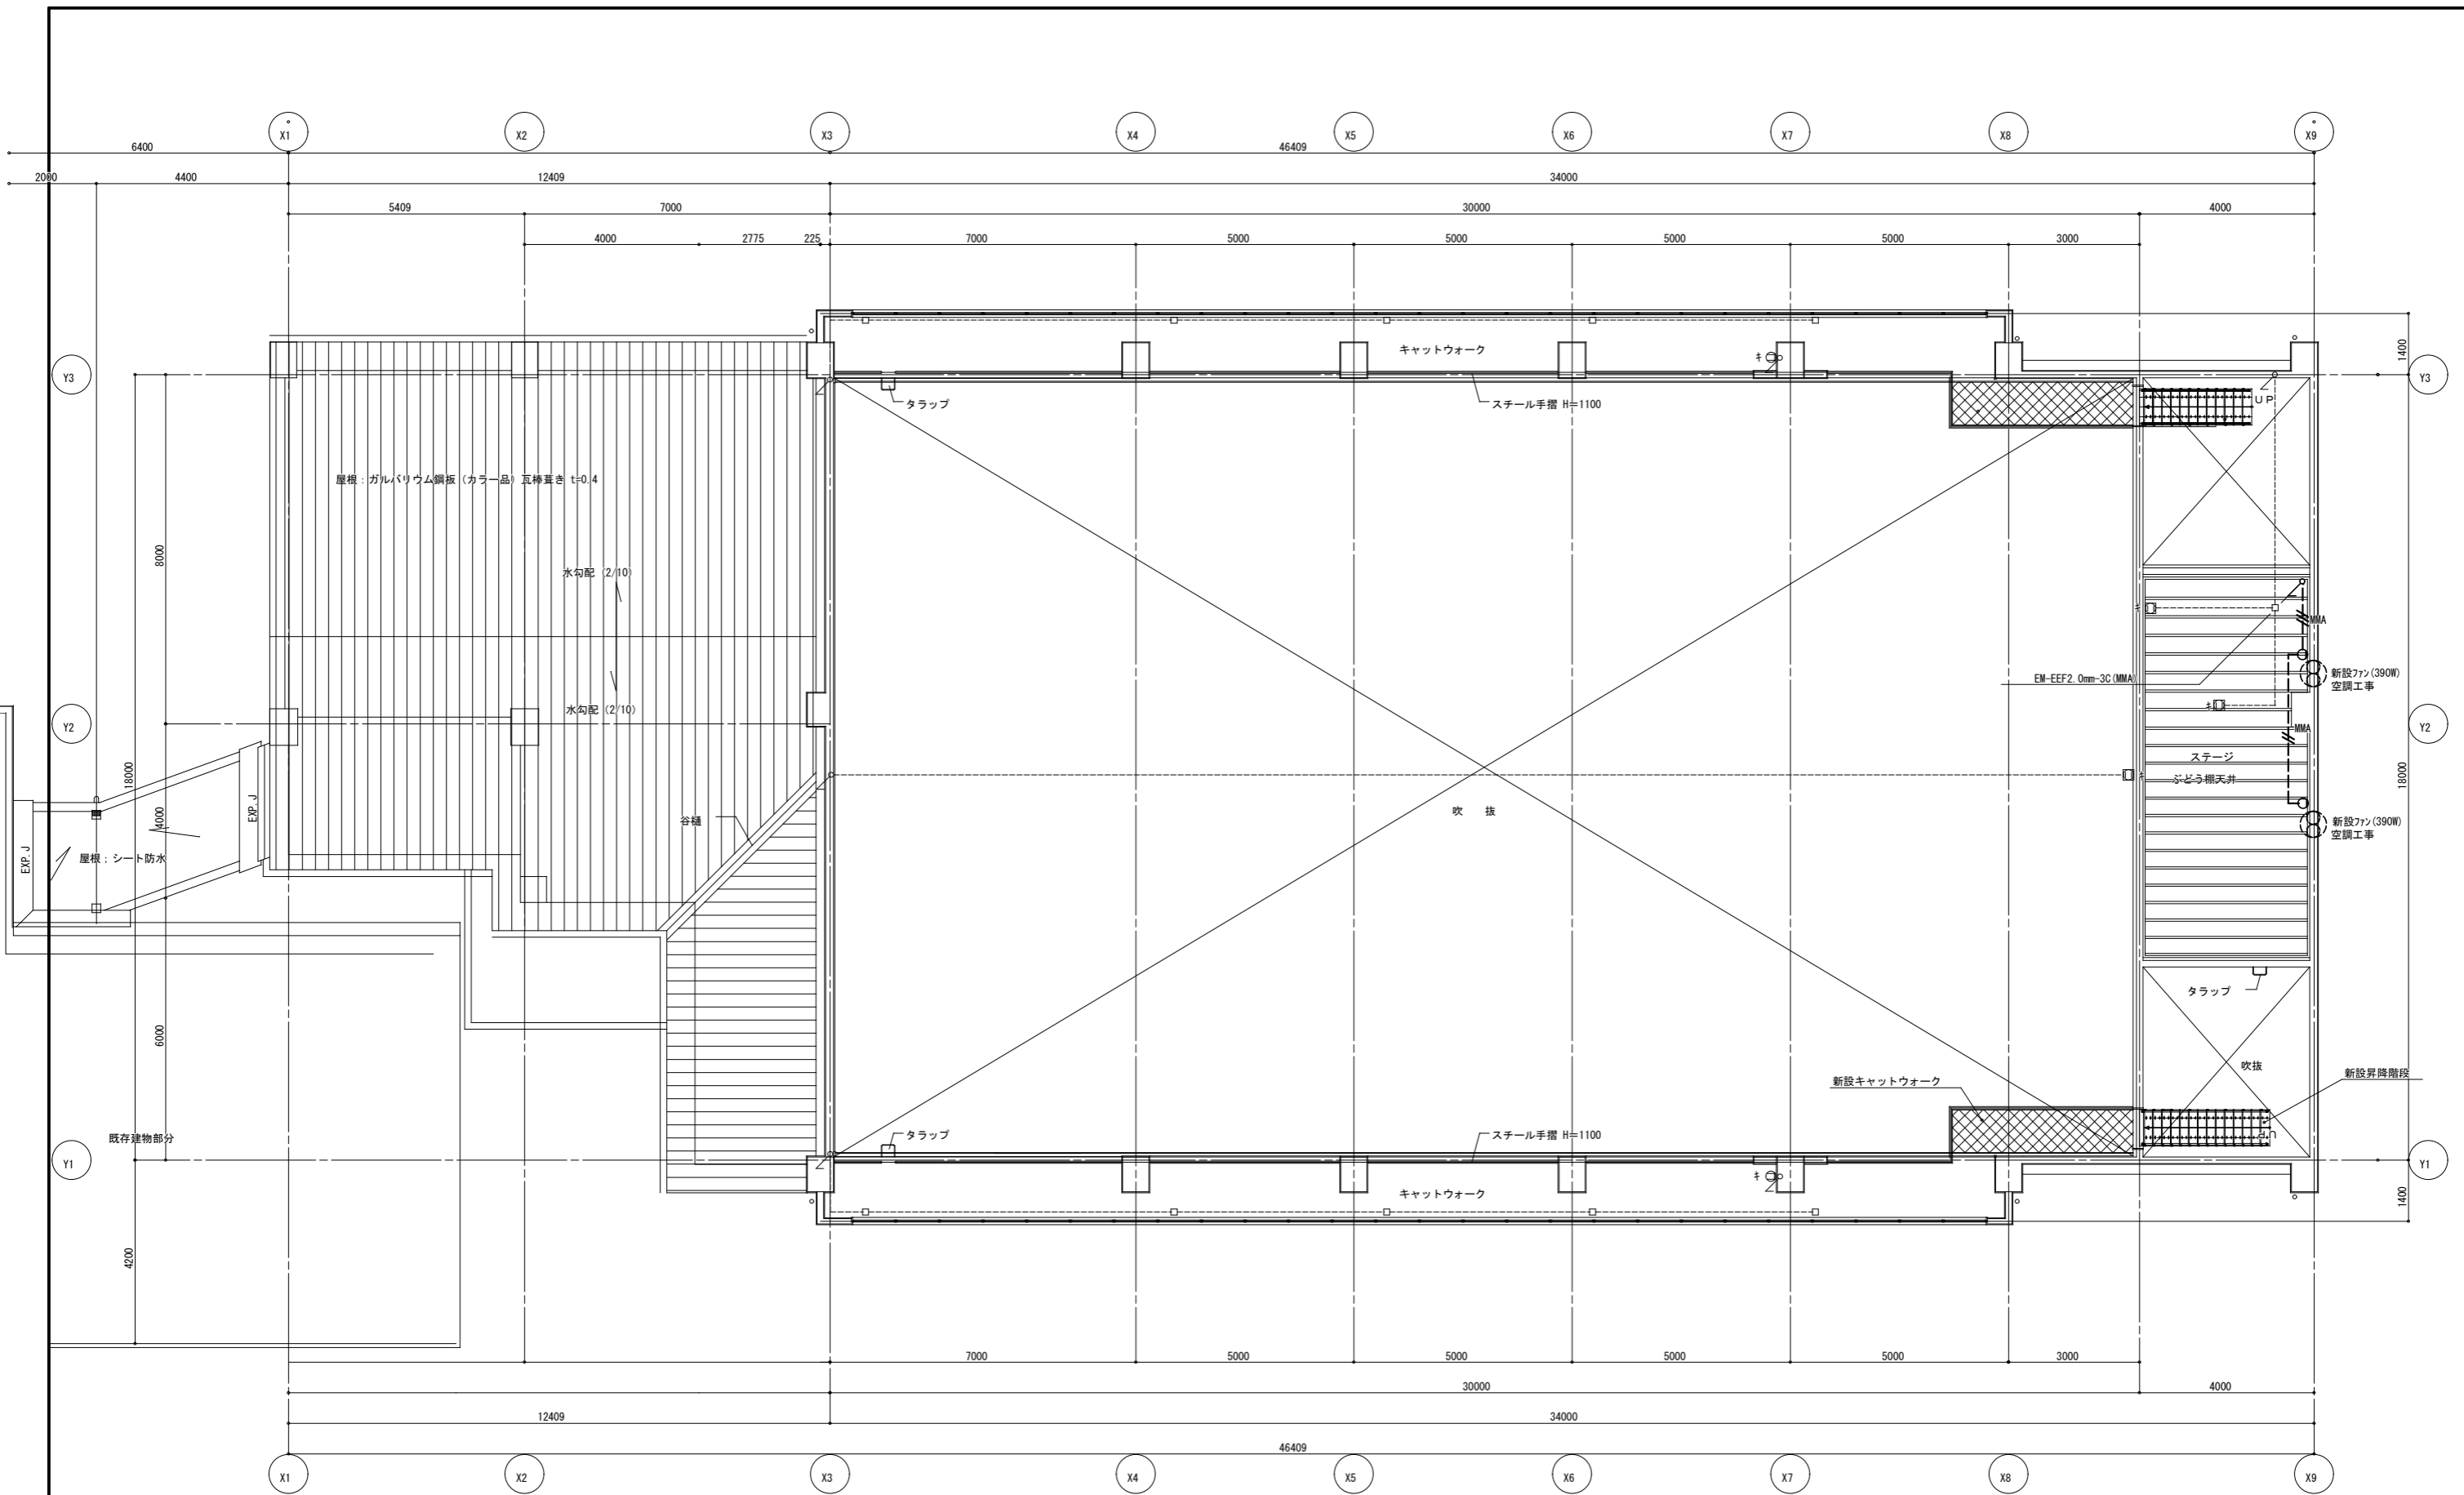 X1
X2
X3
X4
X5
X6
X7
X8
X9
6400
46409
2000
4400
12409
34000
5409
7000
30000
4000
4000
2775
225
7000
5000
5000
5000
5000
3000
1400
キャットウォーク
キ
Y3
Y3
タラップ
スチール手摺 H=1100
UP
屋根：ガルバリウム鋼板（カラー品）瓦棒葺き t=0.4
8000
水勾配（2/10）
キ
MMA
EM-EEF2.0mm-3C(MMA)
新設ファン(390W)
空調工事
水勾配（2/10）
キ
Y2
Y2
MMA
ステージ
18000
18000
キ
ぶどう棚天井
EXP.J
4000
谷樋
吹　抜
新設ファン(390W)
空調工事
EXP.J
屋根：シート防水
タラップ
6000
吹抜
新設キャットウォーク
新設昇降階段
既存建物部分
タラップ
スチール手摺 H=1100
UP
Y1
Y1
キ
キャットウォーク
1400
4200
7000
5000
5000
5000
5000
3000
30000
4000
12409
34000
46409
X1
X2
X3
X4
X5
X6
X7
X8
X9